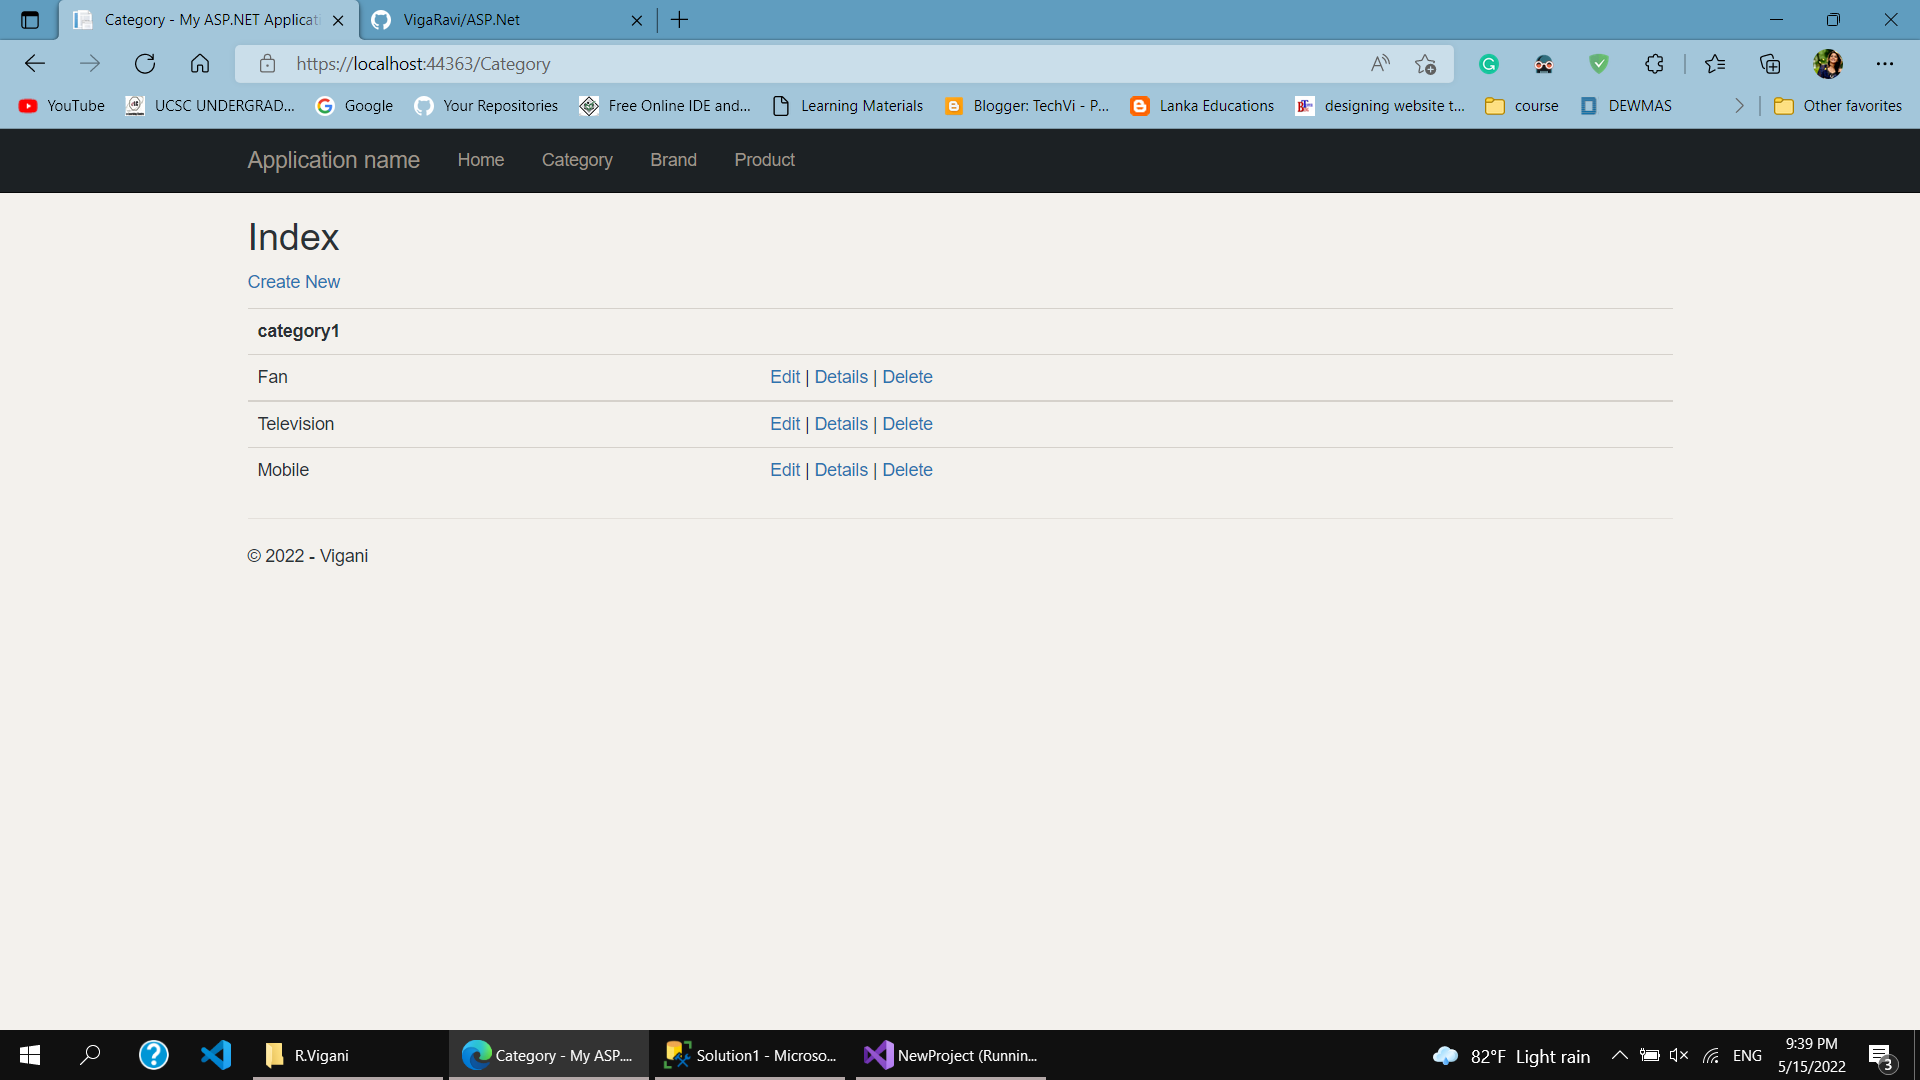 Category - My ASP.NET Applicati
VigaRavi/ASP.Net
https://localhost:44363/Category
YouTube
UCSC UNDERGRAD...
Google
Your Repositories
Free Online IDE and...
Learning Materials
Blogger: TechVi - P...
Lanka Educations
designing website t...
course
DEWMAS
Other favorites
Application name Home Category Brand Product
Index
Create New
category1
Fan Edit | Details | Delete
Television Edit | Details | Delete
Mobile Edit | Details | Delete
© 2022 - Vigani
R.Vigani
Category - My ASP....
Solution1 - Microso...
NewProject (Runnin...
82°F Light rain
ENG
9:39 PM
5/15/2022
3